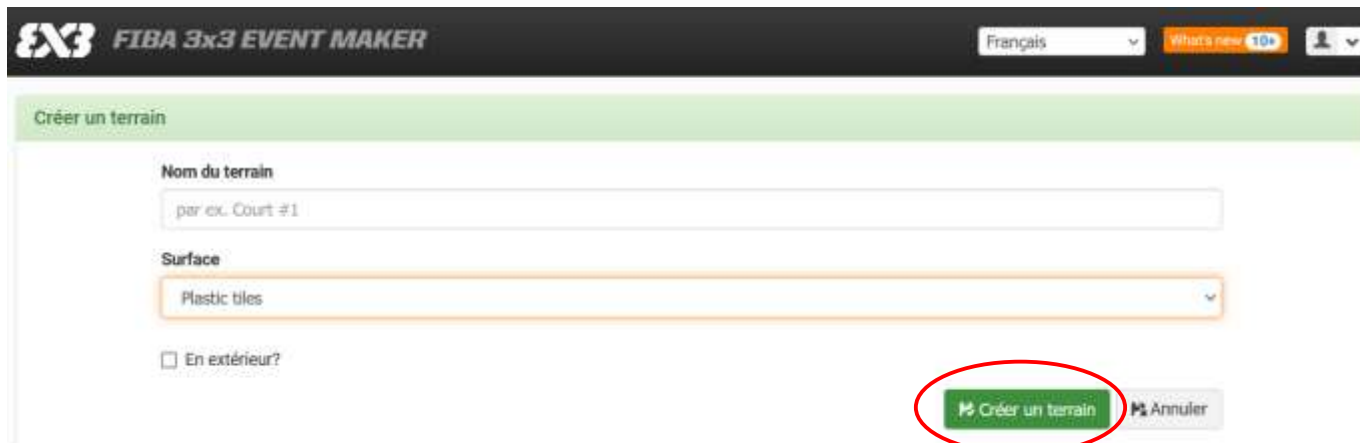 3X3 FIBA 3x3 EVENT MAKER Français What's new 10+
Créer un terrain
Nom du terrain
par ex. Court #1
Surface
Plastic tiles
En extérieur?
Créer un terrain Annuler